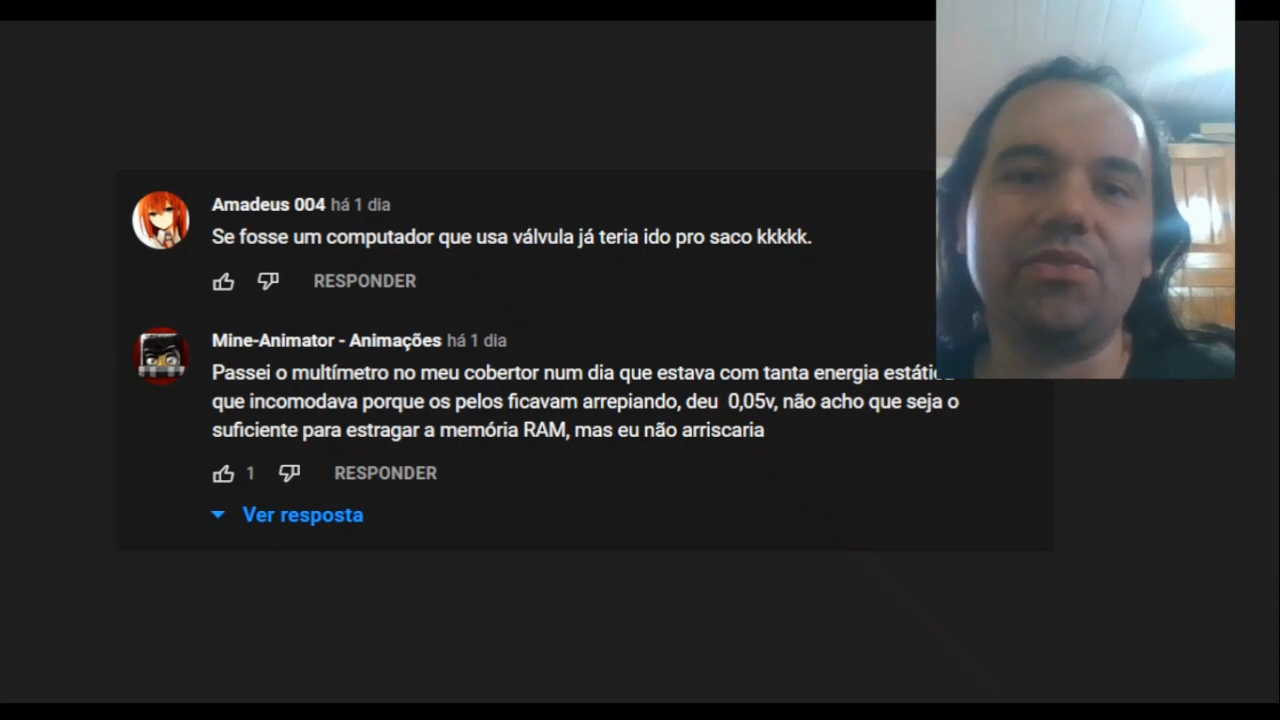 Amadeus 004 há 1 dia
Se fosse um computador que usa válvula já teria ido pro saco kkkkk.
RESPONDER
Mine-Animator - Animações há 1 dia
Passei o multímetro no meu cobertor num dia que estava com tanta energia
que incomodava porque os pelos ficavam arrepiando, deu 0,05v, não acho que seja o
suficiente para estragar a memória RAM, mas eu não arriscaria
1 RESPONDER
Ver resposta